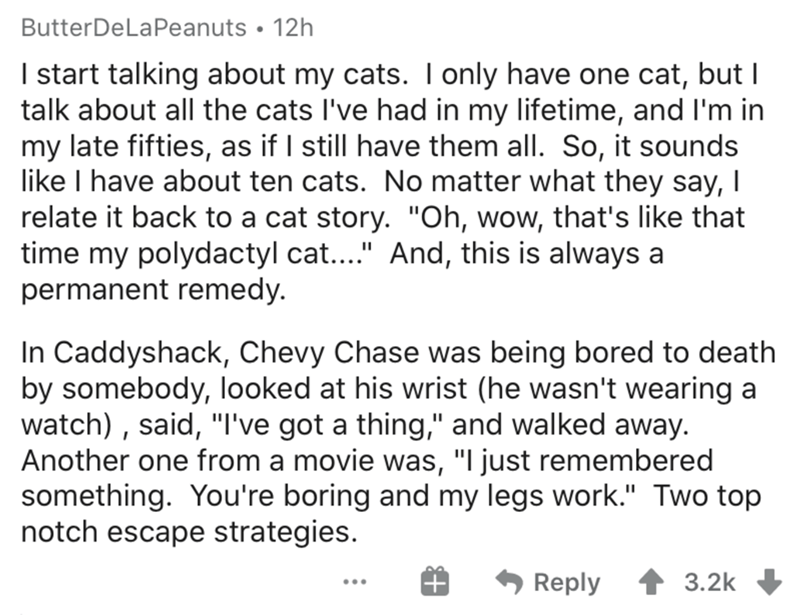 ButterDeLaPeanuts • 12h
I start talking about my cats.  I only have one cat, but I
talk about all the cats I've had in my lifetime, and I'm in
my late fifties, as if I still have them all.  So, it sounds
like I have about ten cats.  No matter what they say, I
relate it back to a cat story.  "Oh, wow, that's like that
time my polydactyl cat...."  And, this is always a
permanent remedy.
In Caddyshack, Chevy Chase was being bored to death
by somebody, looked at his wrist (he wasn't wearing a
watch) , said, "I've got a thing," and walked away.
Another one from a movie was, "I just remembered
something.  You're boring and my legs work."  Two top
notch escape strategies.
... Reply 3.2k